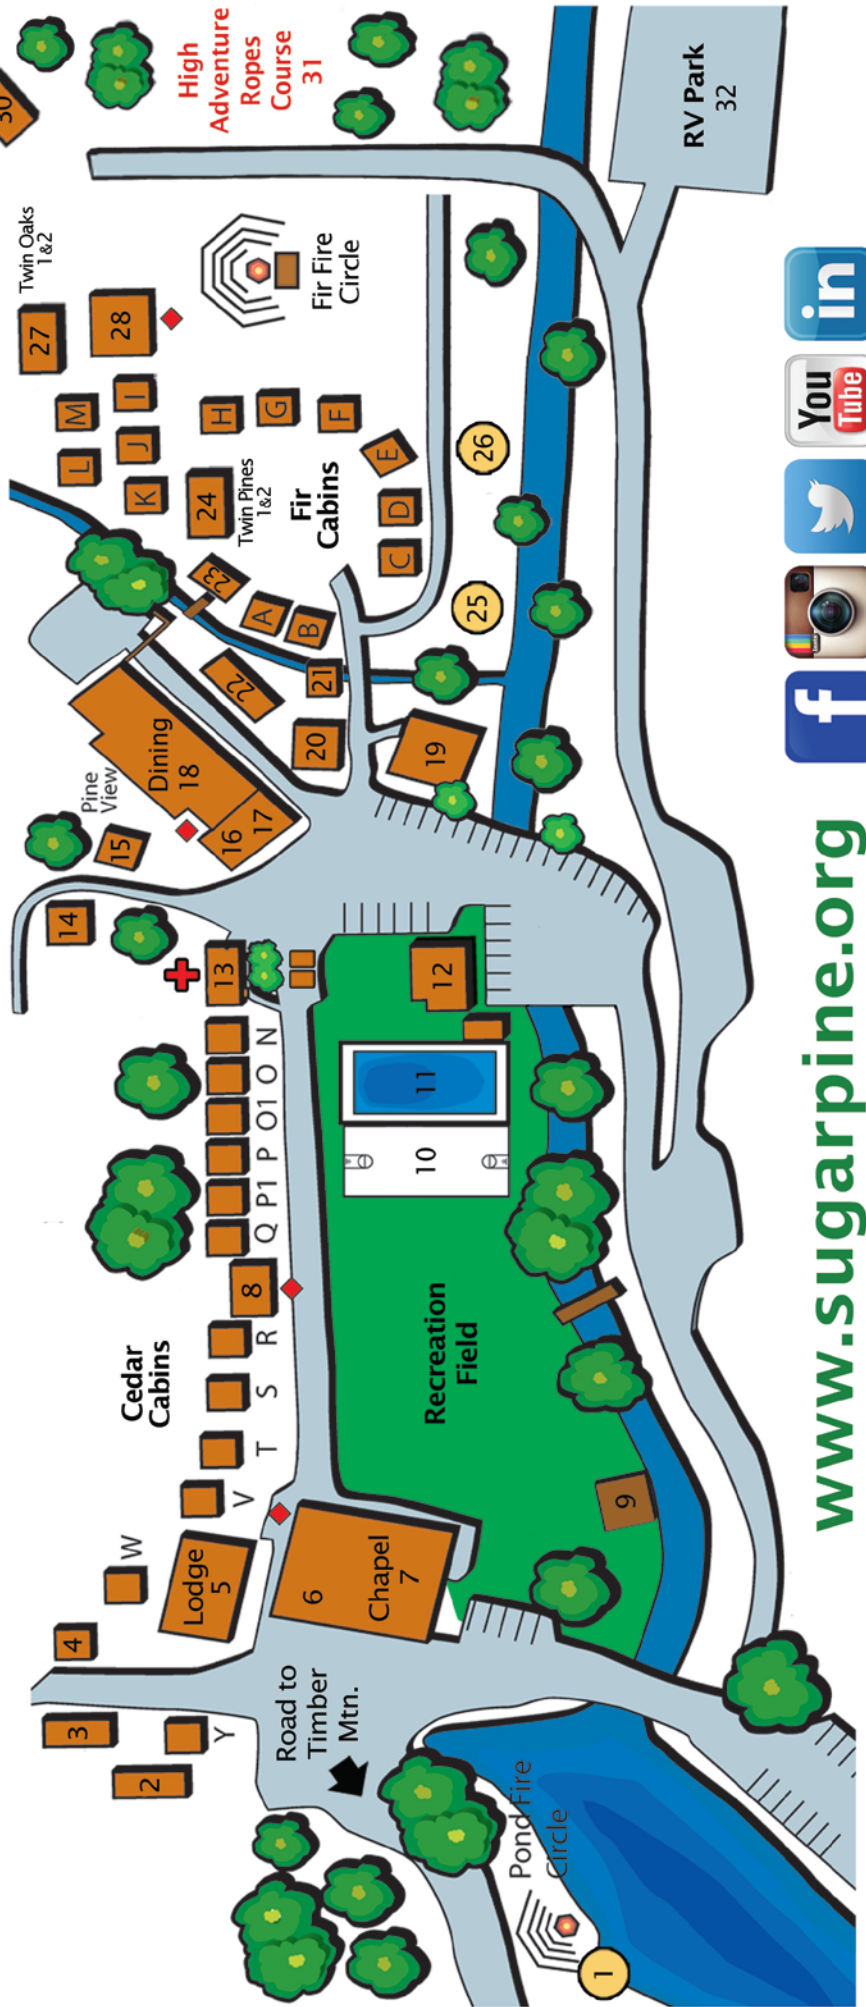 3
2
Y
4
W
Lodge
5
V
T
S
R
Cedar
Cabins
8
Q P1 P O1 O N
13
14
15
Pine
View
16
17
Dining
18
Road to
Timber
Mtn.
6
Chapel
7
Recreation
Field
9
10
11
12
Pond Fire
Circle
1
19
20
21
22
23
A
B
C
D
E
F
G
H
24
Twin Pines
1&2
Fir
Cabins
K
J
I
L
M
27
28
Twin Oaks
1&2
Fir Fire
Circle
25
26
30
High
Adventure
Ropes
Course
31
RV Park
32
www.sugarpine.org
f
You
Tube
in